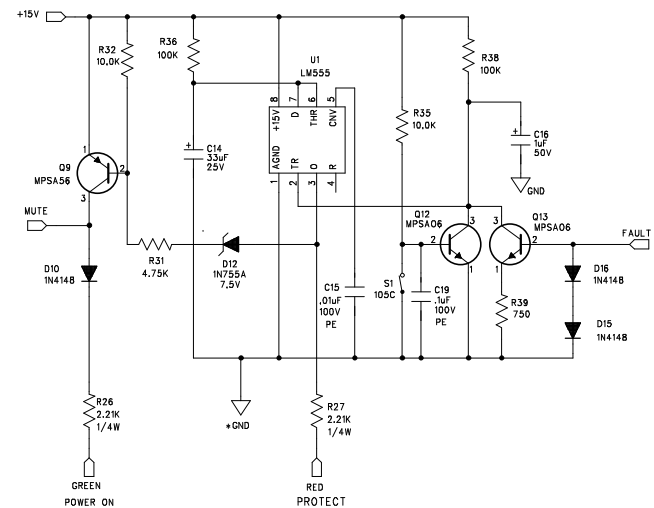 +15V
R32
10.0K
R36
100K
U1
LM555
R38
100K
8
7
6
5
+15V
D
THR
CNV
AGND
TR
O
R
1
2
3
4
R35
10.0K
+
C14
33uF
25V
+
C16
1uF
50V
GND
1
Q9
MPSA56
2
3
MUTE
Q12
MPSA06
3
2
1
Q13
MPSA06
3
2
1
FAULT
R31
4.75K
D12
1N755A
7.5V
D10
1N4148
C15
.01uF
100V
PE
S1
105C
C19
.1uF
100V
PE
R39
750
D16
1N4148
D15
1N4148
*GND
R26
2.21K
1/4W
R27
2.21K
1/4W
GREEN
POWER ON
RED
PROTECT